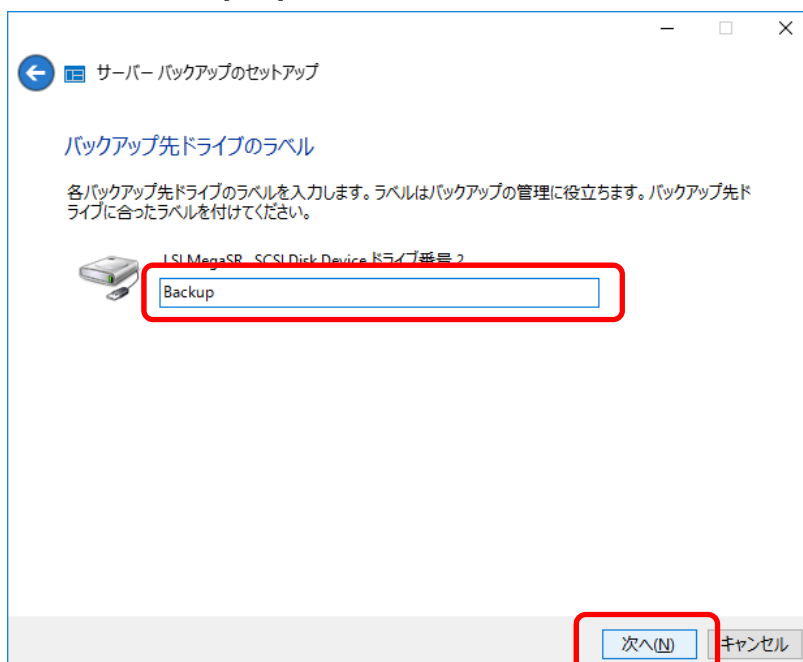 サーバー バックアップのセットアップ
バックアップ先ドライブのラベル
各バックアップ先ドライブのラベルを入力します。ラベルはバックアップの管理に役立ちます。バックアップ先ド
ライブに合ったラベルを付けてください。
LSI MegaSR SCSI Disk Device ドライブ番号 2
Backup
次へ(N) キャンセル